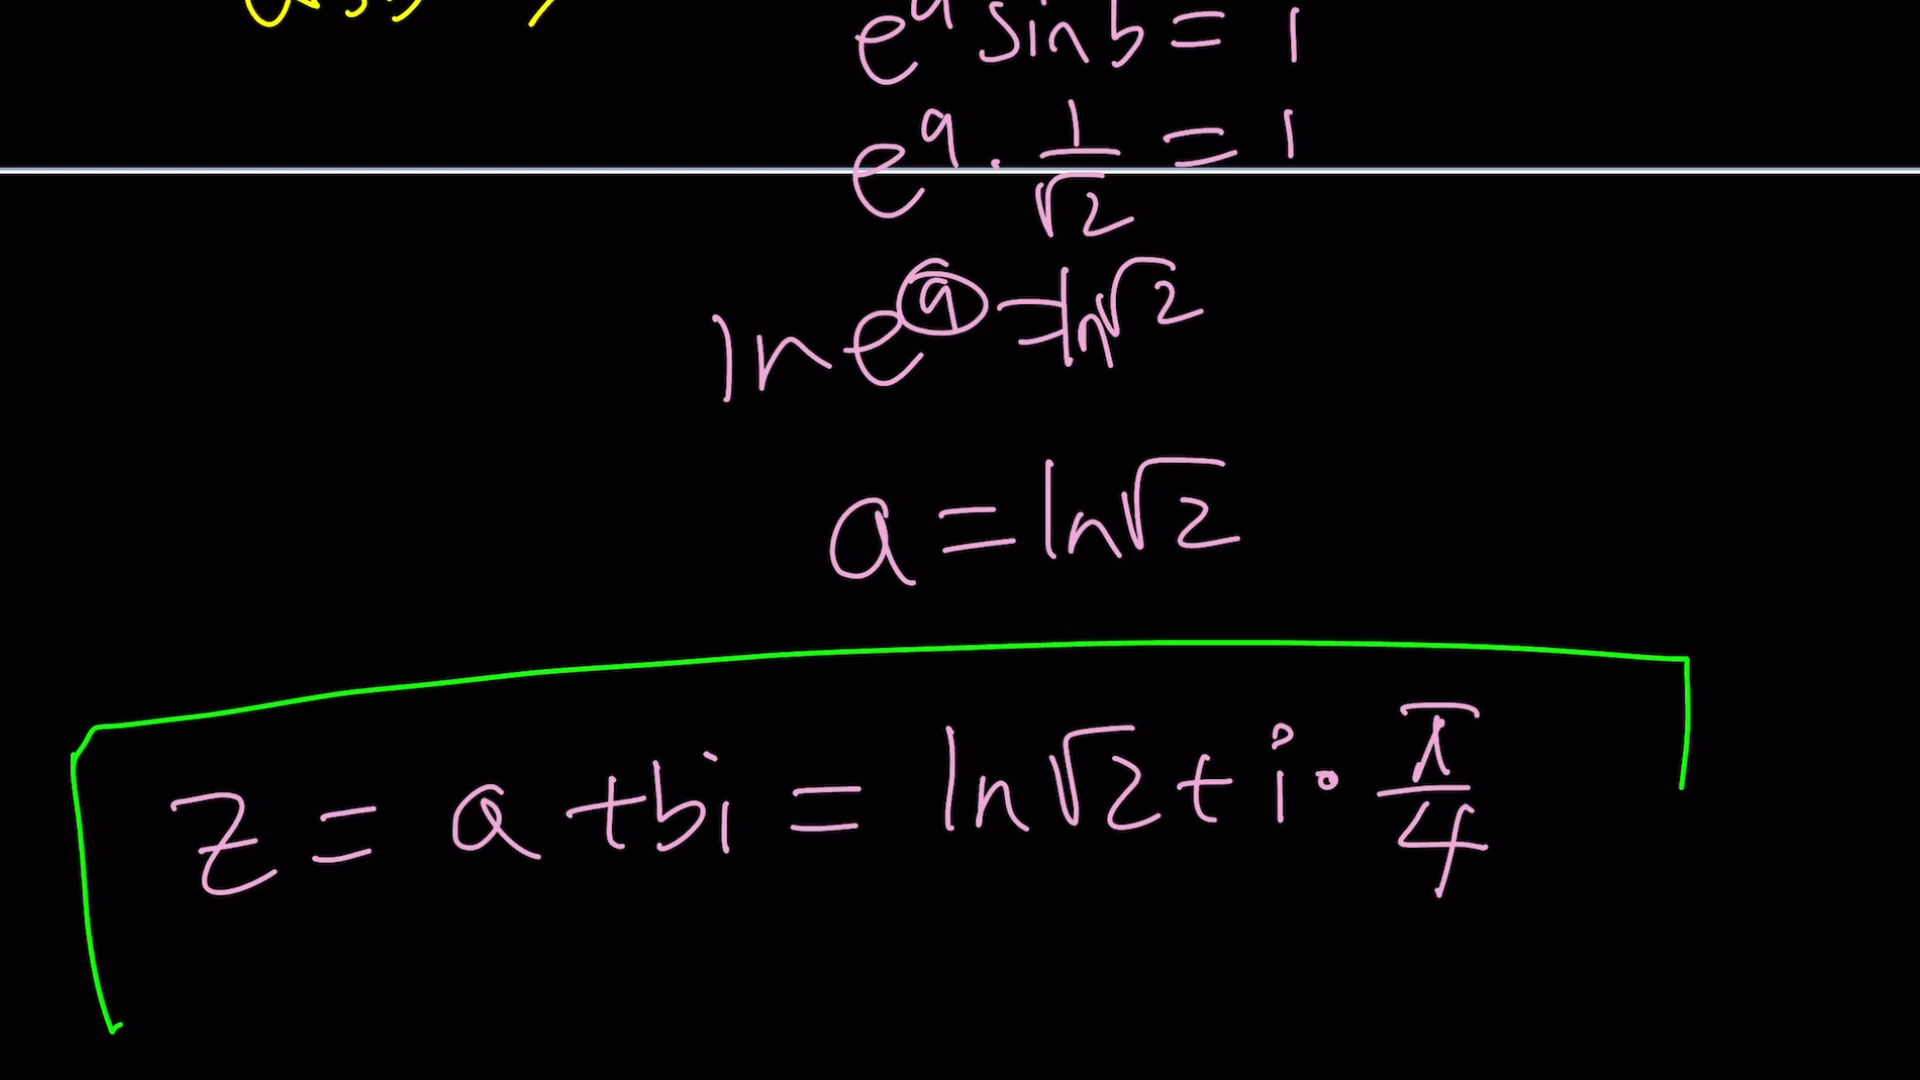 e^a sin b = 1
e^a · 1/√2 = 1
ln e^a = ln√2
a = ln√2
z = a + bi = ln√2 + i · π/4